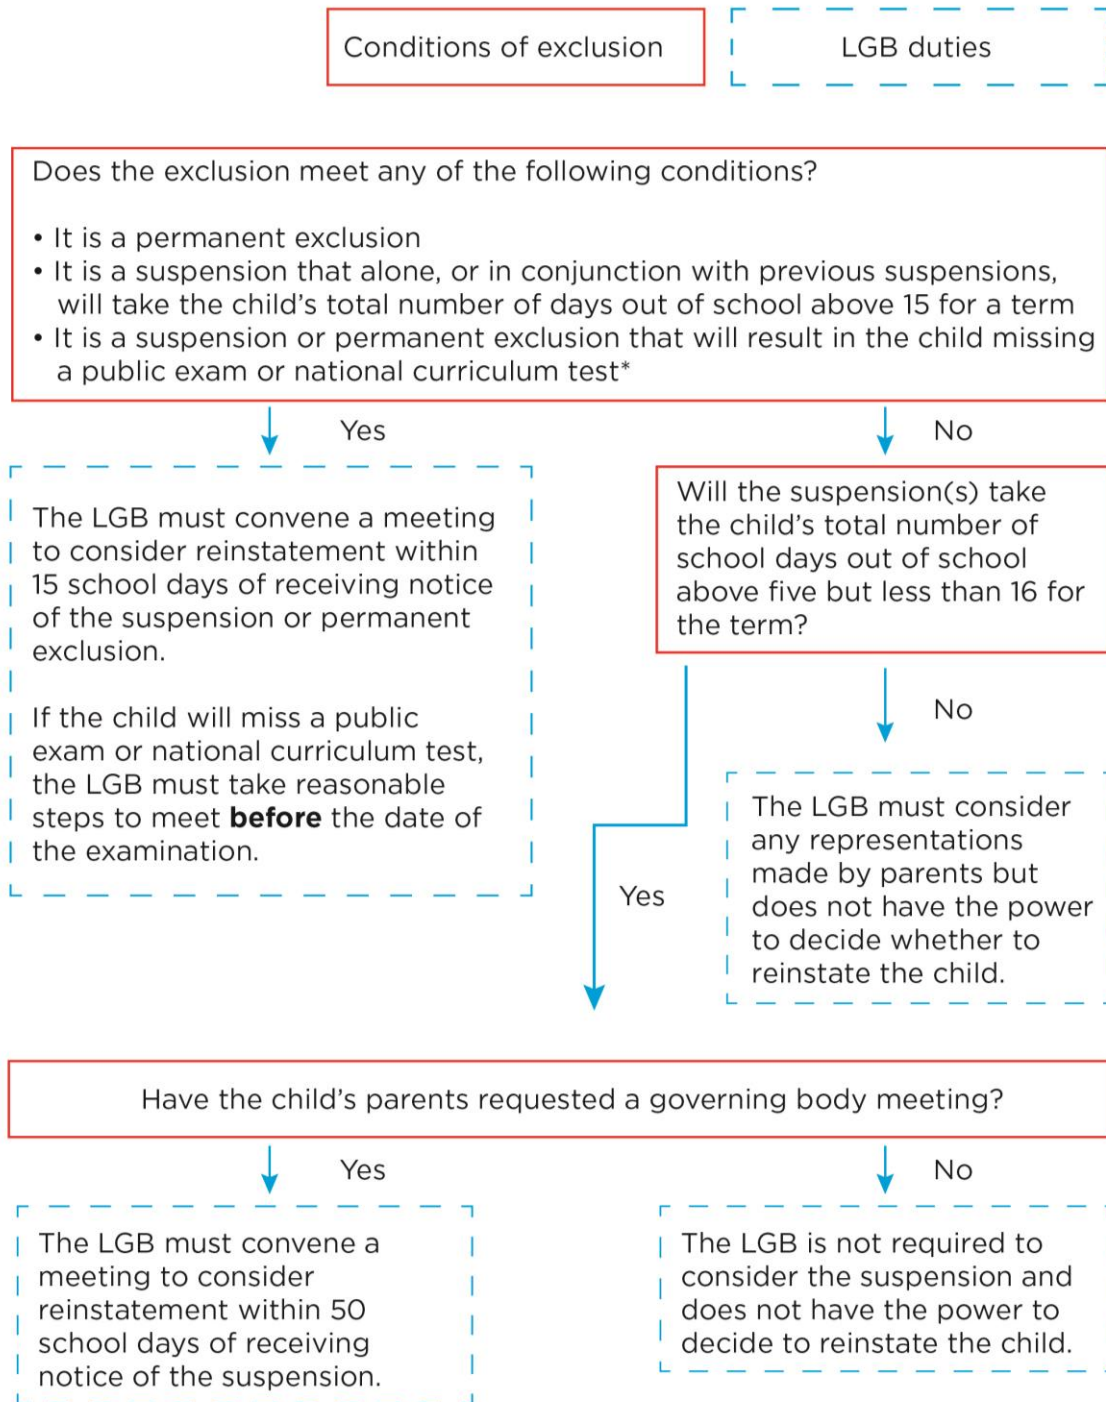 Conditions of exclusion
LGB duties
Does the exclusion meet any of the following conditions?
• It is a permanent exclusion
• It is a suspension that alone, or in conjunction with previous suspensions,
will take the child’s total number of days out of school above 15 for a term
• It is a suspension or permanent exclusion that will result in the child missing
a public exam or national curriculum test*
Yes
No
The LGB must convene a meeting
to consider reinstatement within
15 school days of receiving notice
of the suspension or permanent
exclusion.
If the child will miss a public
exam or national curriculum test,
the LGB must take reasonable
steps to meet before the date of
the examination.
Will the suspension(s) take
the child’s total number of
school days out of school
above five but less than 16 for
the term?
No
The LGB must consider
any representations
made by parents but
does not have the power
to decide whether to
reinstate the child.
Yes
Have the child’s parents requested a governing body meeting?
Yes
No
The LGB must convene a
meeting to consider
reinstatement within 50
school days of receiving
notice of the suspension.
The LGB is not required to
consider the suspension and
does not have the power to
decide to reinstate the child.